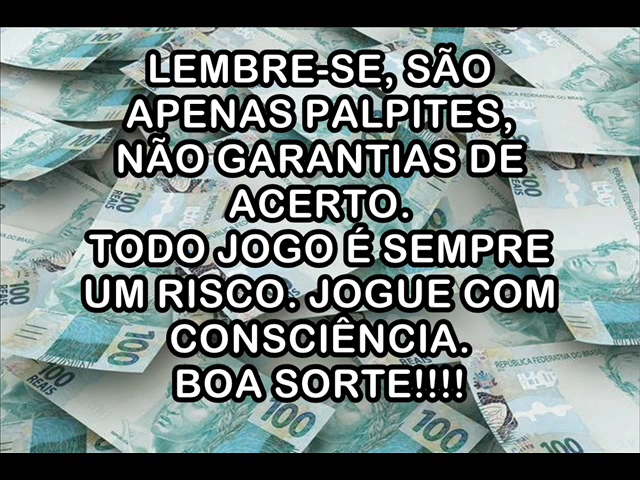 LEMBRE-SE, SÃO
APENAS PALPITES,
NÃO GARANTIAS DE
ACERTO.
TODO JOGO É SEMPRE
UM RISCO. JOGUE COM
CONSCIÊNCIA.
BOA SORTE!!!!